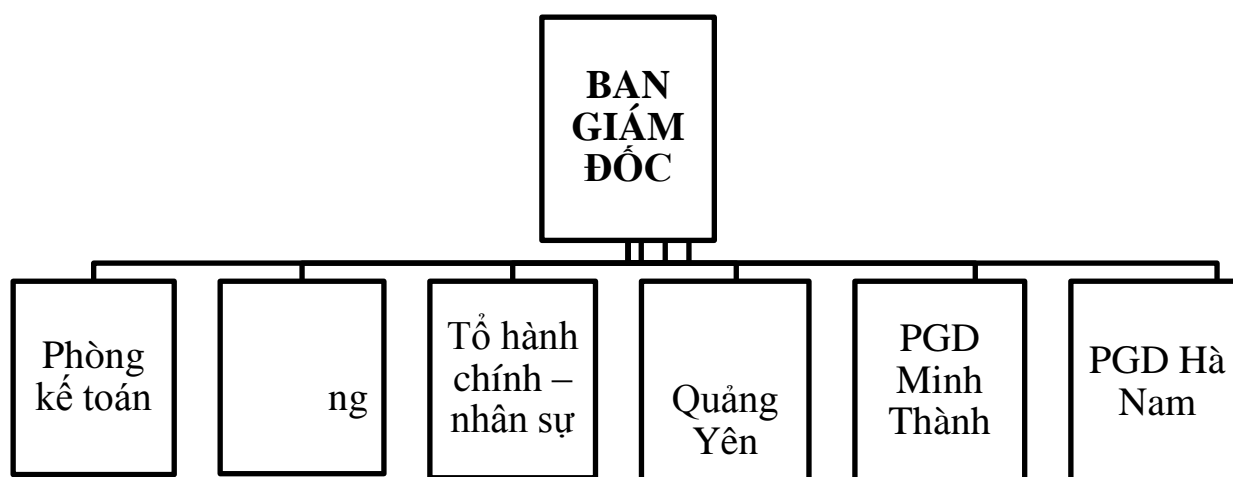 BAN
GIÁM
ĐỐC
Phòng
kế toán
ng
Tổ hành
chính –
nhân sự
Quảng
Yên
PGD
Minh
Thành
PGD Hà
Nam